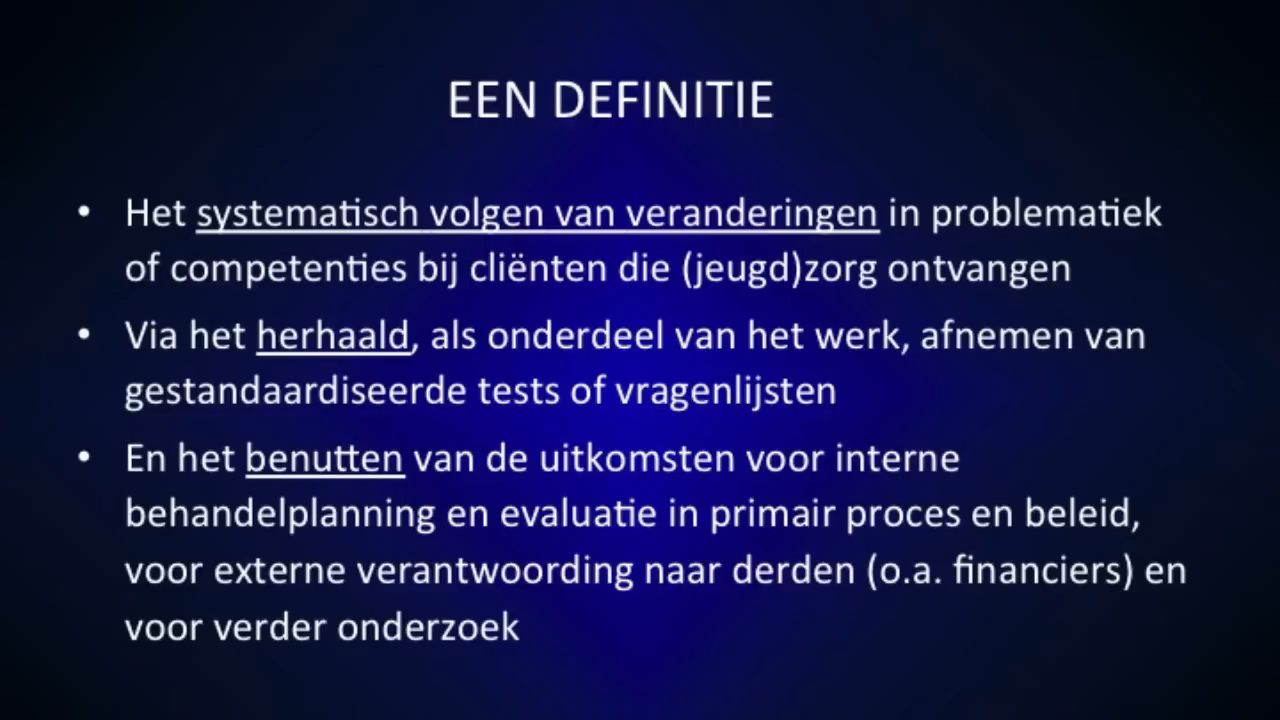 EEN DEFINITIE
• Het systematisch volgen van veranderingen in problematiek
of competenties bij cliënten die (jeugd)zorg ontvangen
• Via het herhaald, als onderdeel van het werk, afnemen van
gestandaardiseerde tests of vragenlijsten
• En het benutten van de uitkomsten voor interne
behandelplanning en evaluatie in primair proces en beleid,
voor externe verantwoording naar derden (o.a. financiers) en
voor verder onderzoek